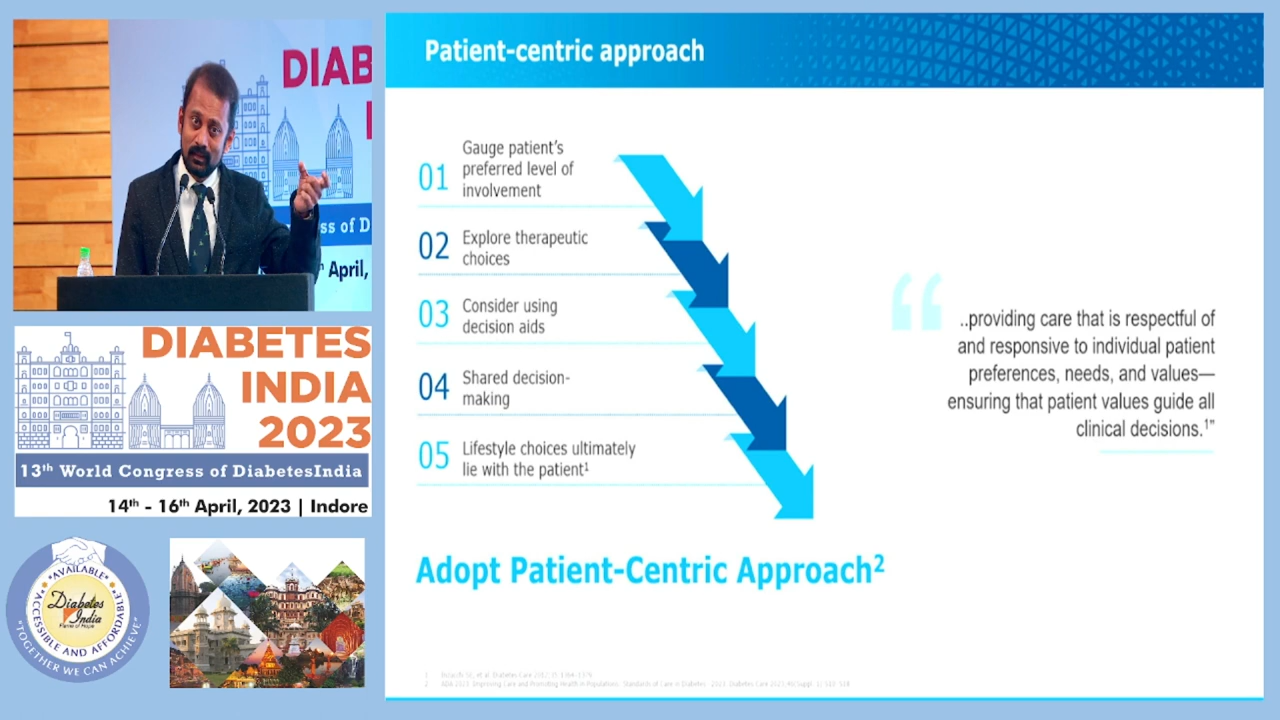 DIAB
ss of D
April,
DIABETES
INDIA
2023
13th World Congress of DiabetesIndia
14th - 16th April, 2023 | Indore
*AVAILABLE*
ACCESSIBLE AND AFFORDABLE
Diabetes
India
"TOGETHER WE CAN ACHIEVE"
Patient-centric approach
01 Gauge patient's
preferred level of
involvement
02 Explore therapeutic
choices
03 Consider using
decision aids
04 Shared decision-
making
05 Lifestyle choices ultimately
lie with the patient1
“
..providing care that is respectful of
and responsive to individual patient
preferences, needs, and values—
ensuring that patient values guide all
clinical decisions.1”
Adopt Patient-Centric Approach2